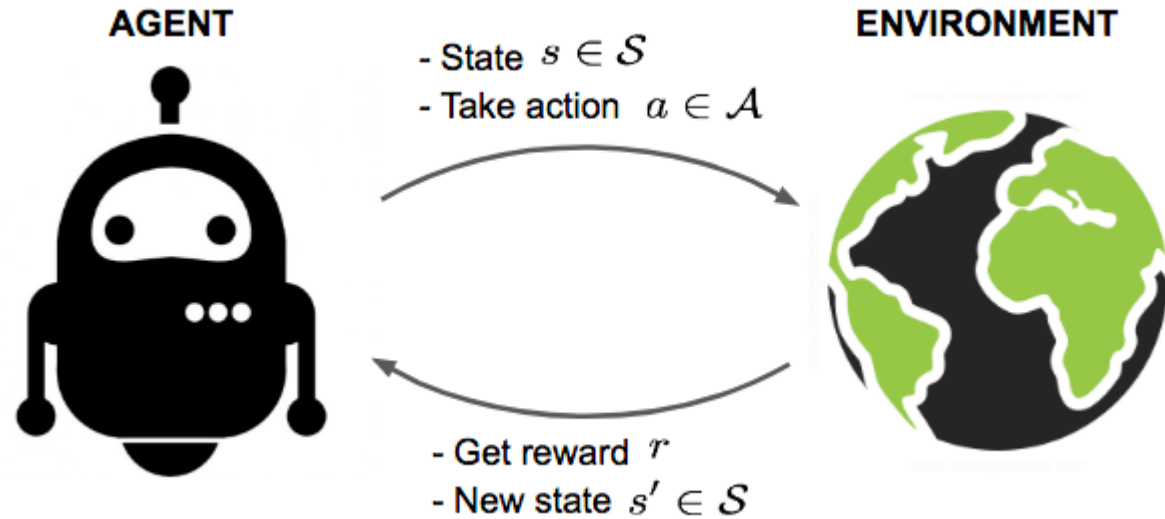 AGENT
ENVIRONMENT
- State s ∈ 𝒮
- Take action a ∈ 𝒜
- Get reward r
- New state s′ ∈ 𝒮